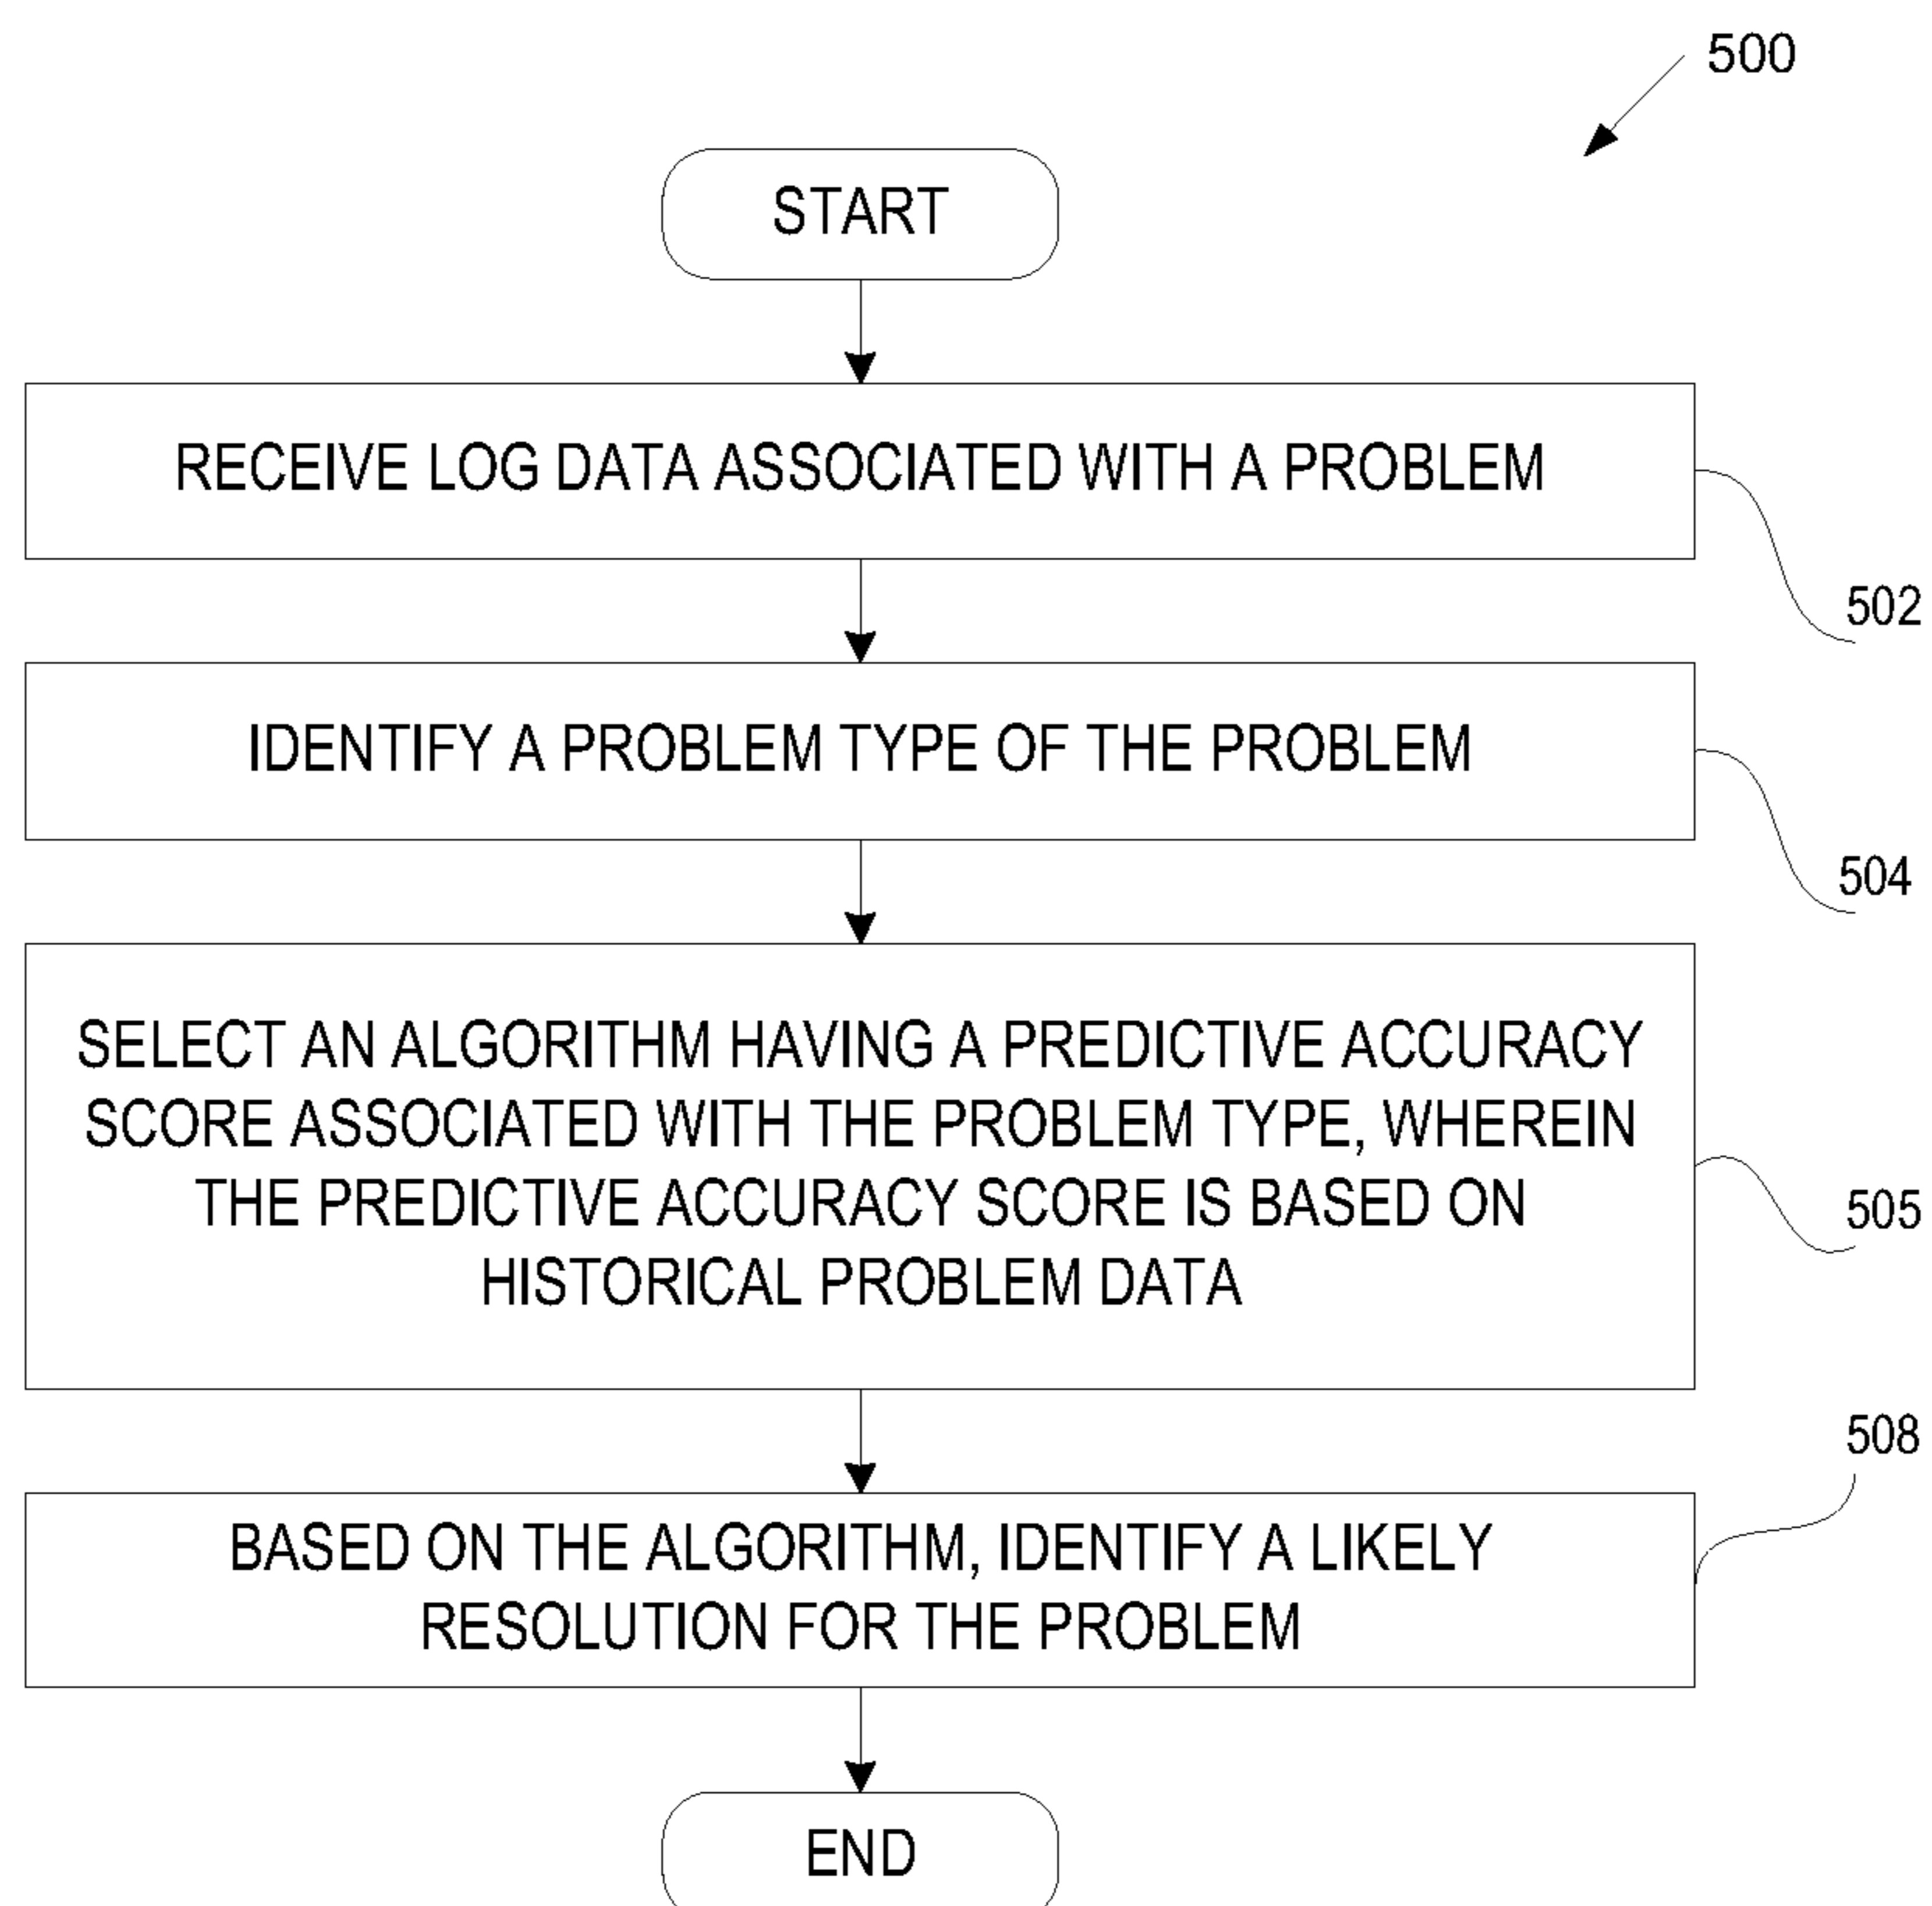 500
START
RECEIVE LOG DATA ASSOCIATED WITH A PROBLEM
502
IDENTIFY A PROBLEM TYPE OF THE PROBLEM
504
SELECT AN ALGORITHM HAVING A PREDICTIVE ACCURACY
SCORE ASSOCIATED WITH THE PROBLEM TYPE, WHEREIN
THE PREDICTIVE ACCURACY SCORE IS BASED ON
HISTORICAL PROBLEM DATA
505
508
BASED ON THE ALGORITHM, IDENTIFY A LIKELY
RESOLUTION FOR THE PROBLEM
END